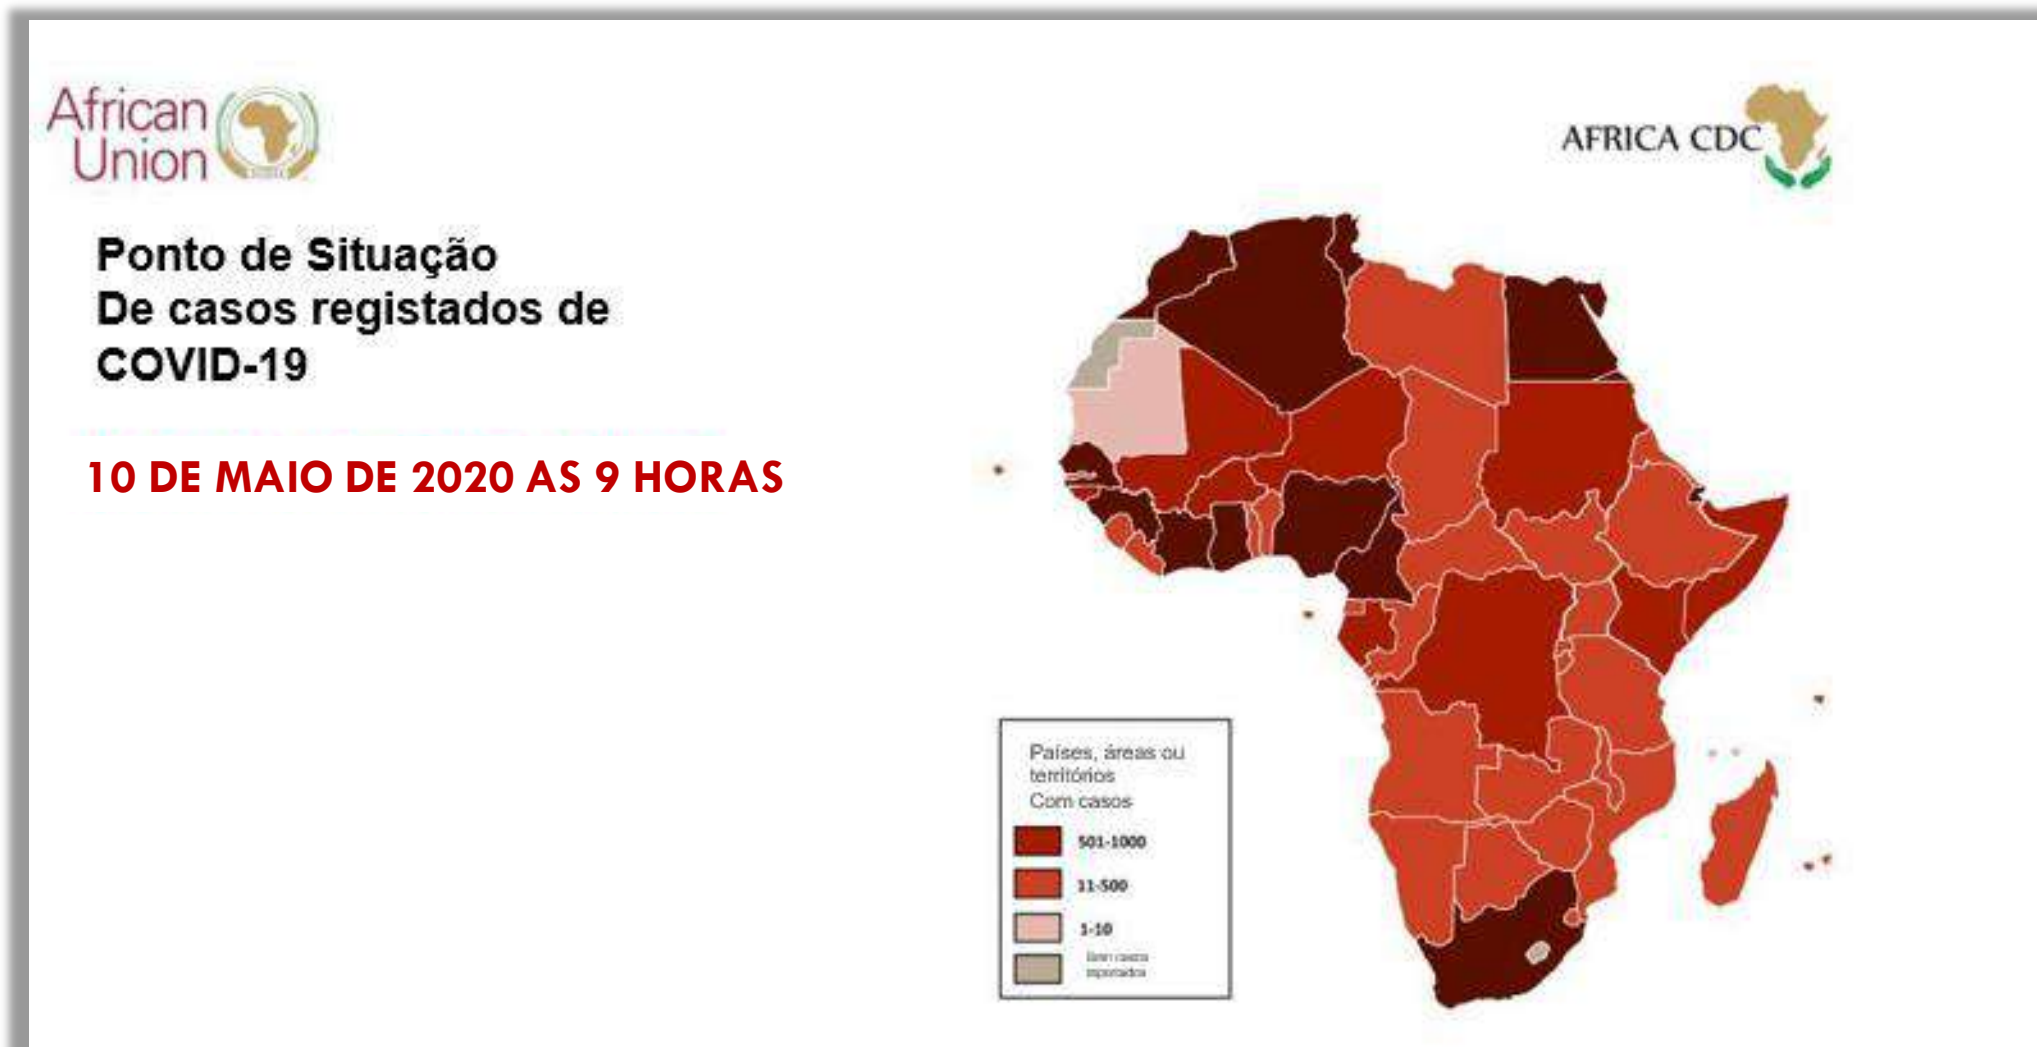 African
Union
AFRICA CDC
Ponto de Situação
De casos registados de
COVID-19
10 DE MAIO DE 2020 AS 9 HORAS
Países, áreas ou
territórios
Com casos
501-1000
11-500
1-10